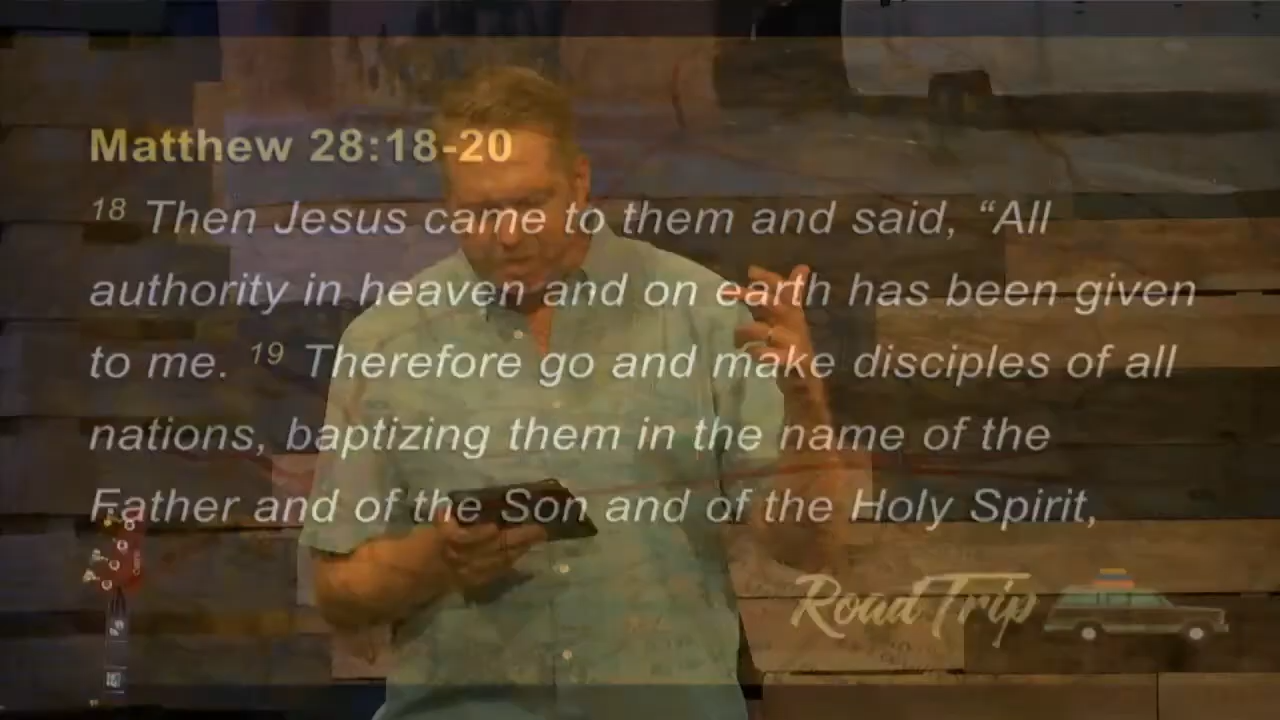 Matthew 28:18-20
18 Then Jesus came to them and said, “All
authority in heaven and on earth has been given
to me. 19 Therefore go and make disciples of all
nations, baptizing them in the name of the
Father and of the Son and of the Holy Spirit,
Road Trip